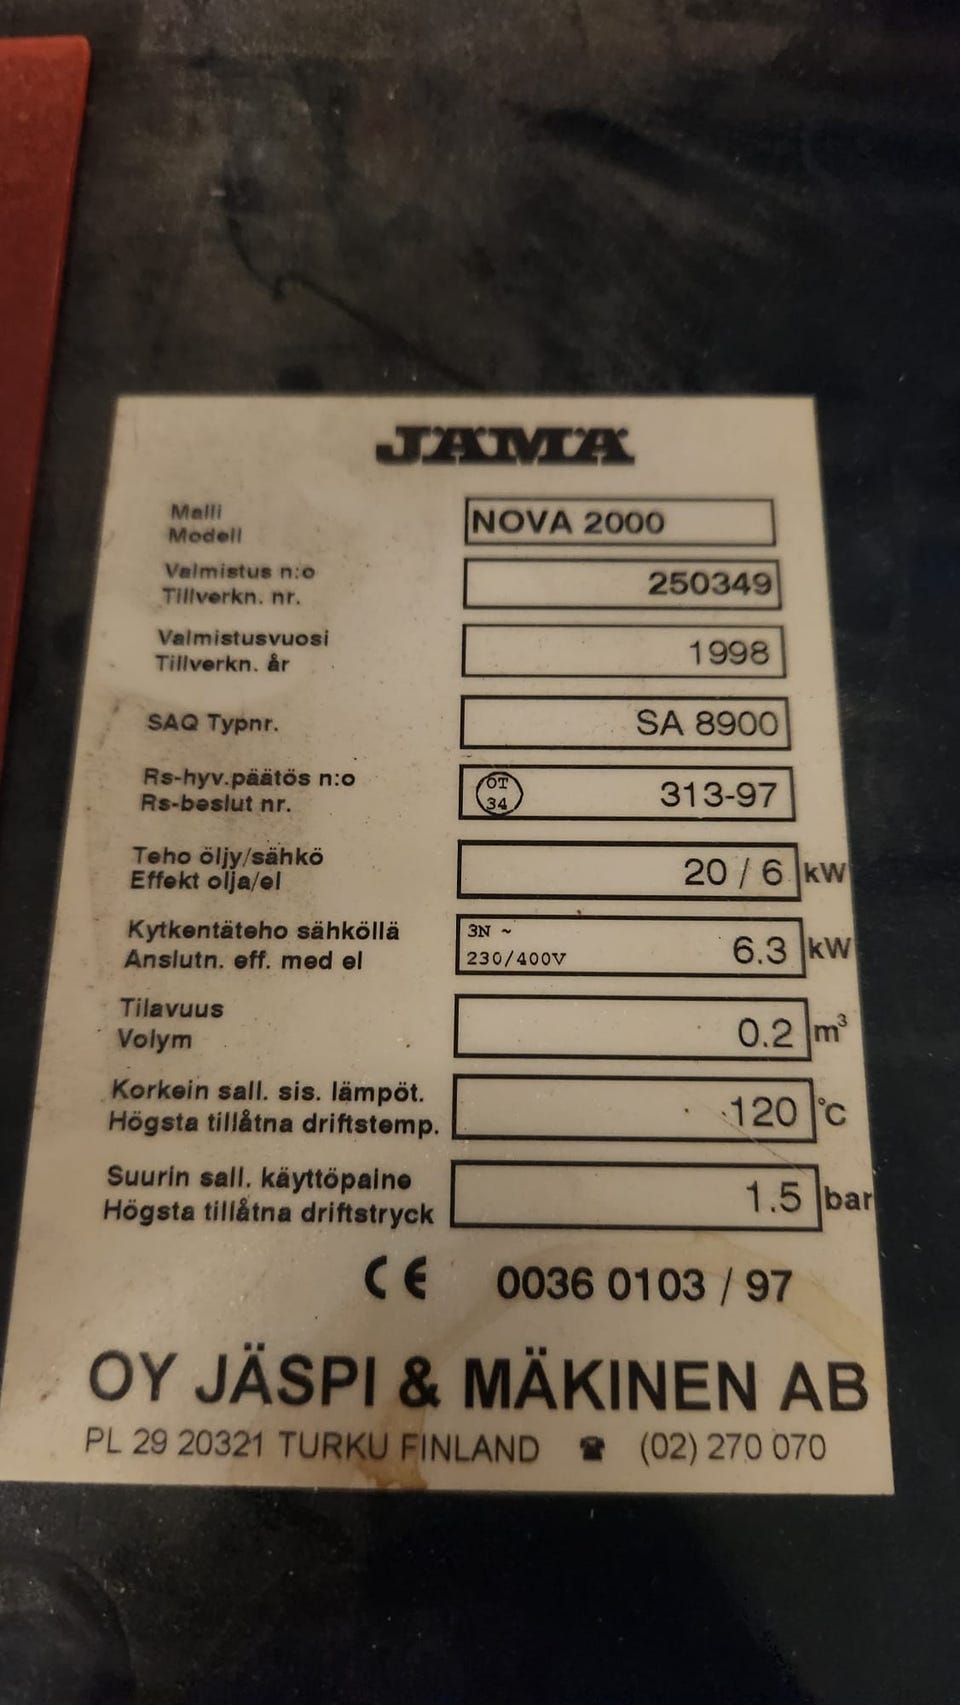 JÄMÄ
Malli
Modell
NOVA 2000
Valmistus n:o
Tillverkn. nr.
250349
Valmistusvuosi
Tillverkn. år
1998
SAQ Typnr.
SA 8900
Rs-hyv.päätös n:o
Rs-beslut nr.
OT
34
313-97
Teho öljy/sähkö
Effekt olja/el
20 / 6 kW
Kytkentäteho sähköllä
Anslutn. eff. med el
3N ~
230/400V
6.3 kW
Tilavuus
Volym
0.2 m³
Korkein sall. sis. lämpöt.
Högsta tillåtna driftstemp.
120 °C
Suurin sall. käyttöpaine
Högsta tillåtna driftstryck
1.5 bar
CE 0036 0103 / 97
OY JÄSPI & MÄKINEN AB
PL 29 20321 TURKU FINLAND ☎ (02) 270 070